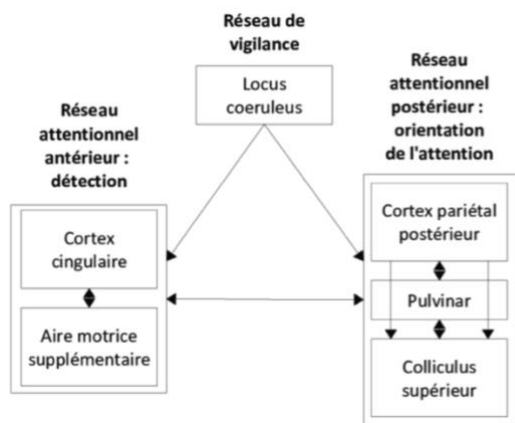 Réseau de
vigilance
Locus
coeruleus
Réseau
attentionnel
antérieur :
détection
Cortex
cingulaire
Aire motrice
supplémentaire
Réseau
attentionnel
postérieur :
orientation
de l'attention
Cortex pariétal
postérieur
Pulvinar
Colliculus
supérieur